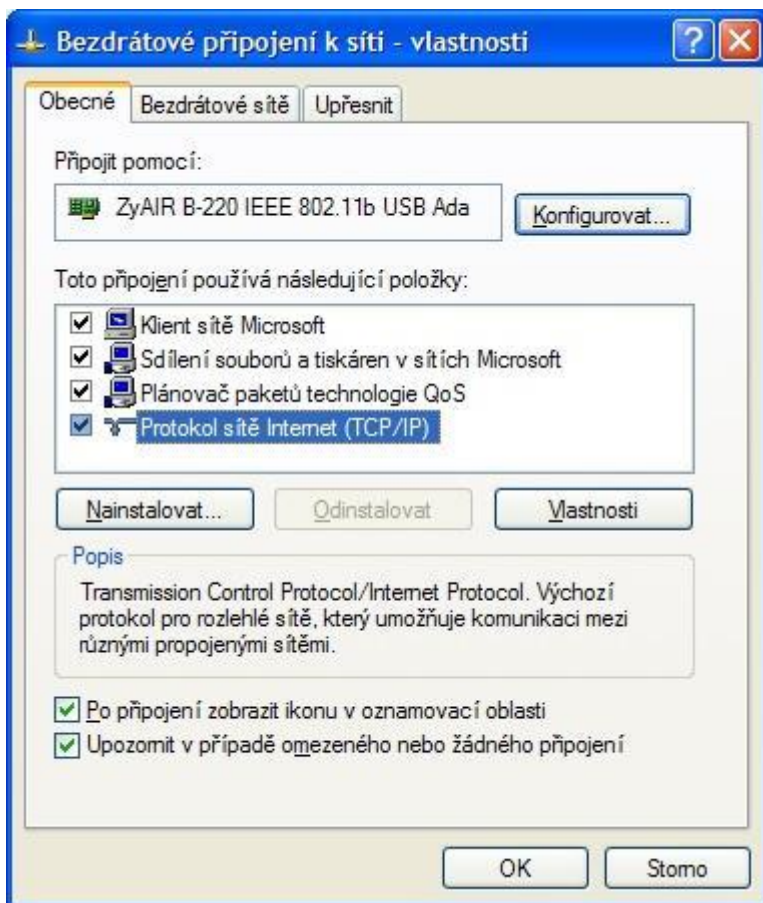 Bezdrátové připojení k síti - vlastnosti
Obecné
Bezdrátové sítě
Upřesnit
Připojit pomocí:
ZyAIR B-220 IEEE 802.11b USB Ada
Konfigurovat...
Toto připojení používá následující položky:
Klient sítě Microsoft
Sdílení souborů a tiskáren v sítích Microsoft
Plánovač paketů technologie QoS
Protokol sítě Internet (TCP/IP)
Nainstalovat...
Odinstalovat
Vlastnosti
Popis
Transmission Control Protocol/Internet Protocol. Výchozí
protokol pro rozlehlé sítě, který umožňuje komunikaci mezi
různými propojenými sítěmi.
Po připojení zobrazit ikonu v oznamovací oblasti
Upozornit v případě omezeného nebo žádného připojení
OK
Storno